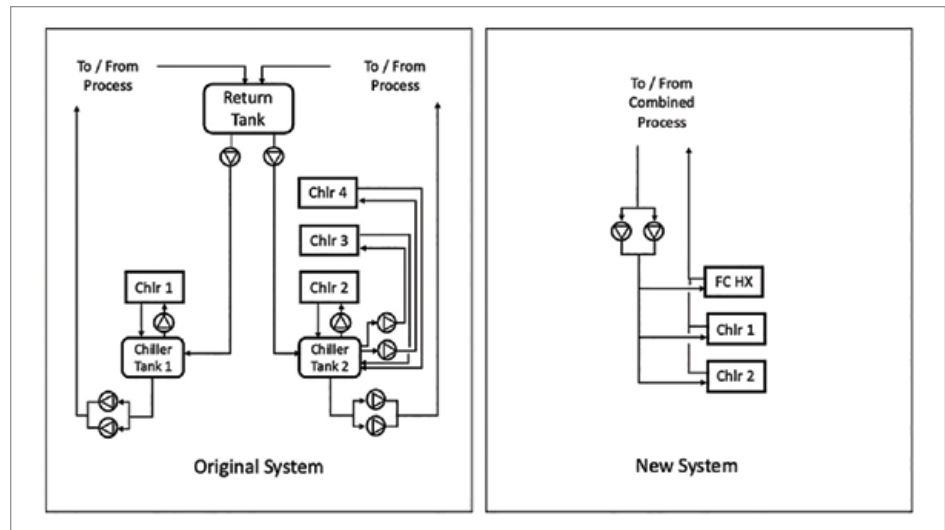 To / From
Process
To / From
Process
Return
Tank
Chlr 4
Chlr 3
Chlr 1
Chlr 2
Chiller
Tank 1
Chiller
Tank 2
Original System
To / From
Combined
Process
FC HX
Chlr 1
Chlr 2
New System